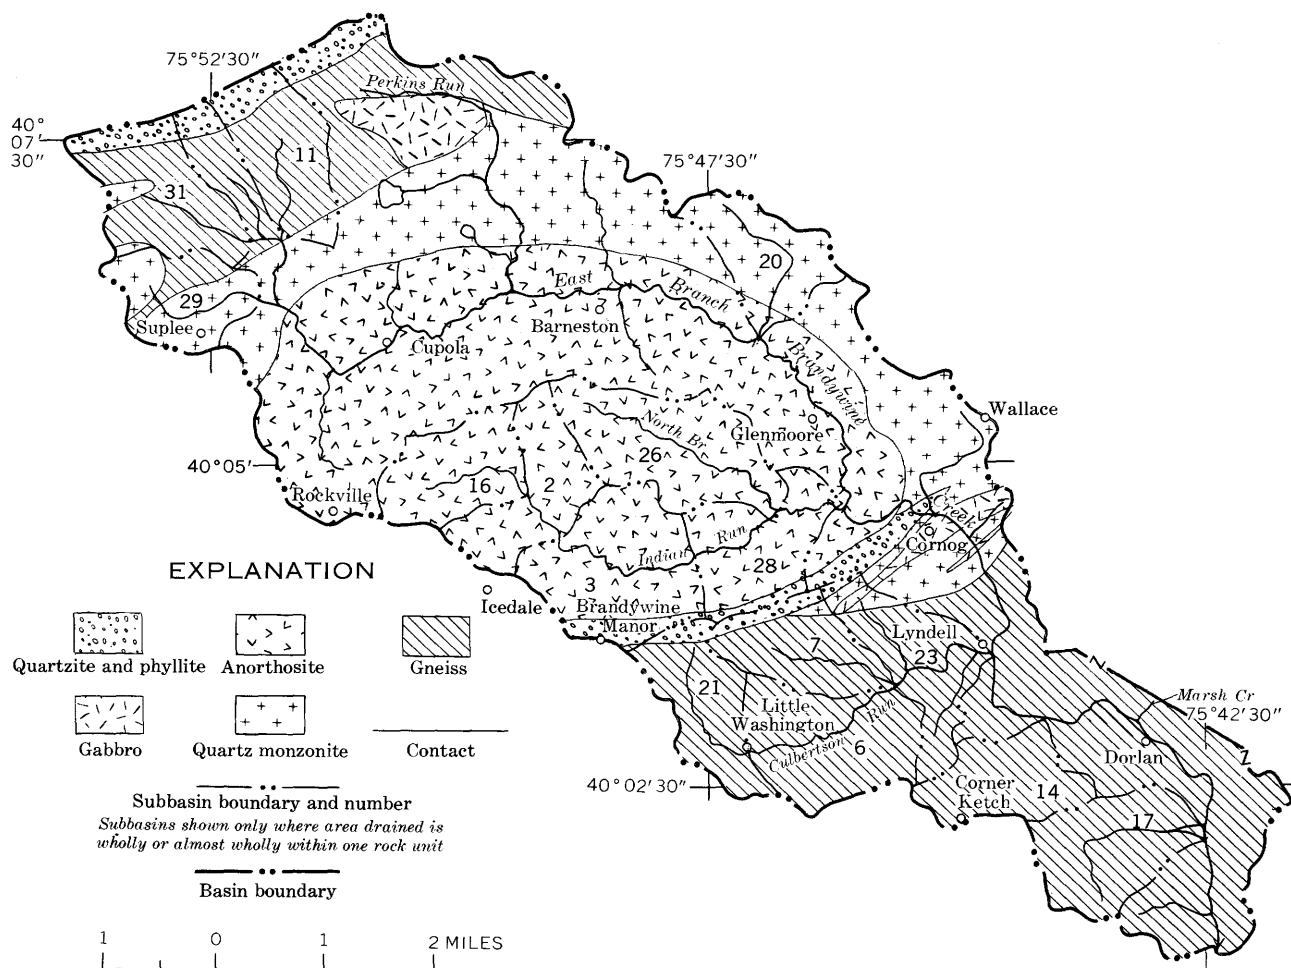 75°52'30"
Perkins Run
40°
07'
30"
11
31
75°47'30"
20
29
East
Branch
Suplee
Barneston
Cupola
Brandywine
Wallace
North Br
Glenmoore
26
40°05'
16
2
Rockville
Creek
Run
Indian
Cornog
28
EXPLANATION
3
Icedale
Brandywine
Manor
Lyndell
7
23
Quartzite and phyllite
Anorthosite
Gneiss
21
Little
Washington
Run
Marsh Cr
75°42'30"
Gabbro
Quartz monzonite
Contact
Culbertson
6
Dorlan
40°02'30"
Corner
Ketch
14
17
Subbasin boundary and number
Subbasins shown only where area drained is
wholly or almost wholly within one rock unit
Basin boundary
1 0 1 2 MILES